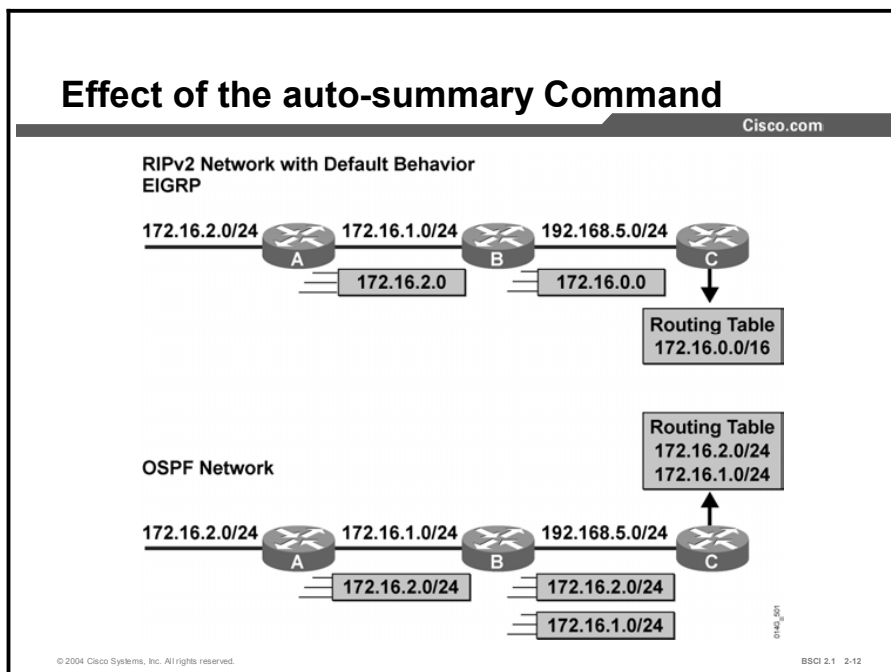 Effect of the auto-summary Command
Cisco.com
RIPv2 Network with Default Behavior
EIGRP
172.16.2.0/24
172.16.1.0/24
192.168.5.0/24
A
B
C
172.16.2.0
172.16.0.0
Routing Table
172.16.0.0/16
Routing Table
172.16.2.0/24
172.16.1.0/24
OSPF Network
172.16.2.0/24
172.16.1.0/24
192.168.5.0/24
A
B
C
172.16.2.0/24
172.16.2.0/24
172.16.1.0/24
014G_501
© 2004 Cisco Systems, Inc. All rights reserved.
BSCI 2.1 2-12